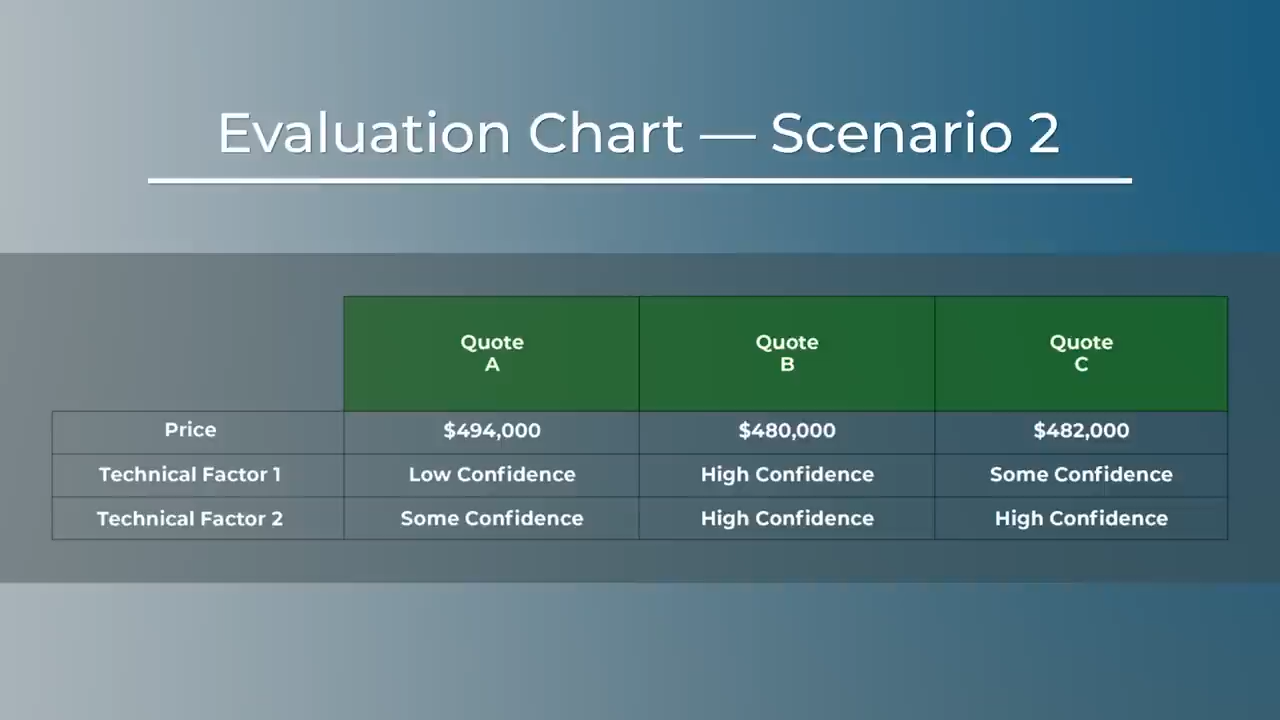 Evaluation Chart — Scenario 2
Quote A Quote B Quote C
Price $494,000 $480,000 $482,000
Technical Factor 1 Low Confidence High Confidence Some Confidence
Technical Factor 2 Some Confidence High Confidence High Confidence